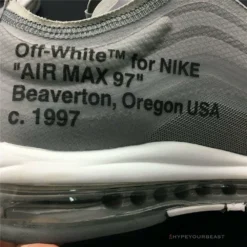 Off-White™ for NIKE
"AIR MAX 97"
Beaverton, Oregon USA
c. 1997